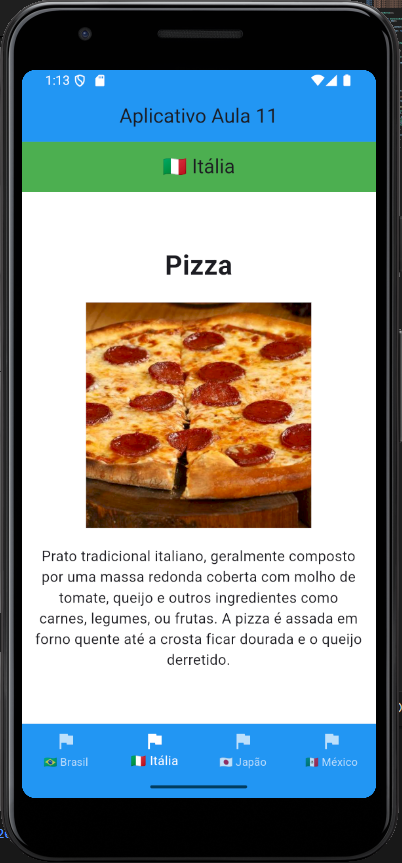 1:13
Aplicativo Aula 11
🇮🇹 Itália
Pizza
Prato tradicional italiano, geralmente composto
por uma massa redonda coberta com molho de
tomate, queijo e outros ingredientes como
carnes, legumes, ou frutas. A pizza é assada em
forno quente até a crosta ficar dourada e o queijo
derretido.
🇧🇷 Brasil
🇮🇹 Itália
🇯🇵 Japão
🇲🇽 México